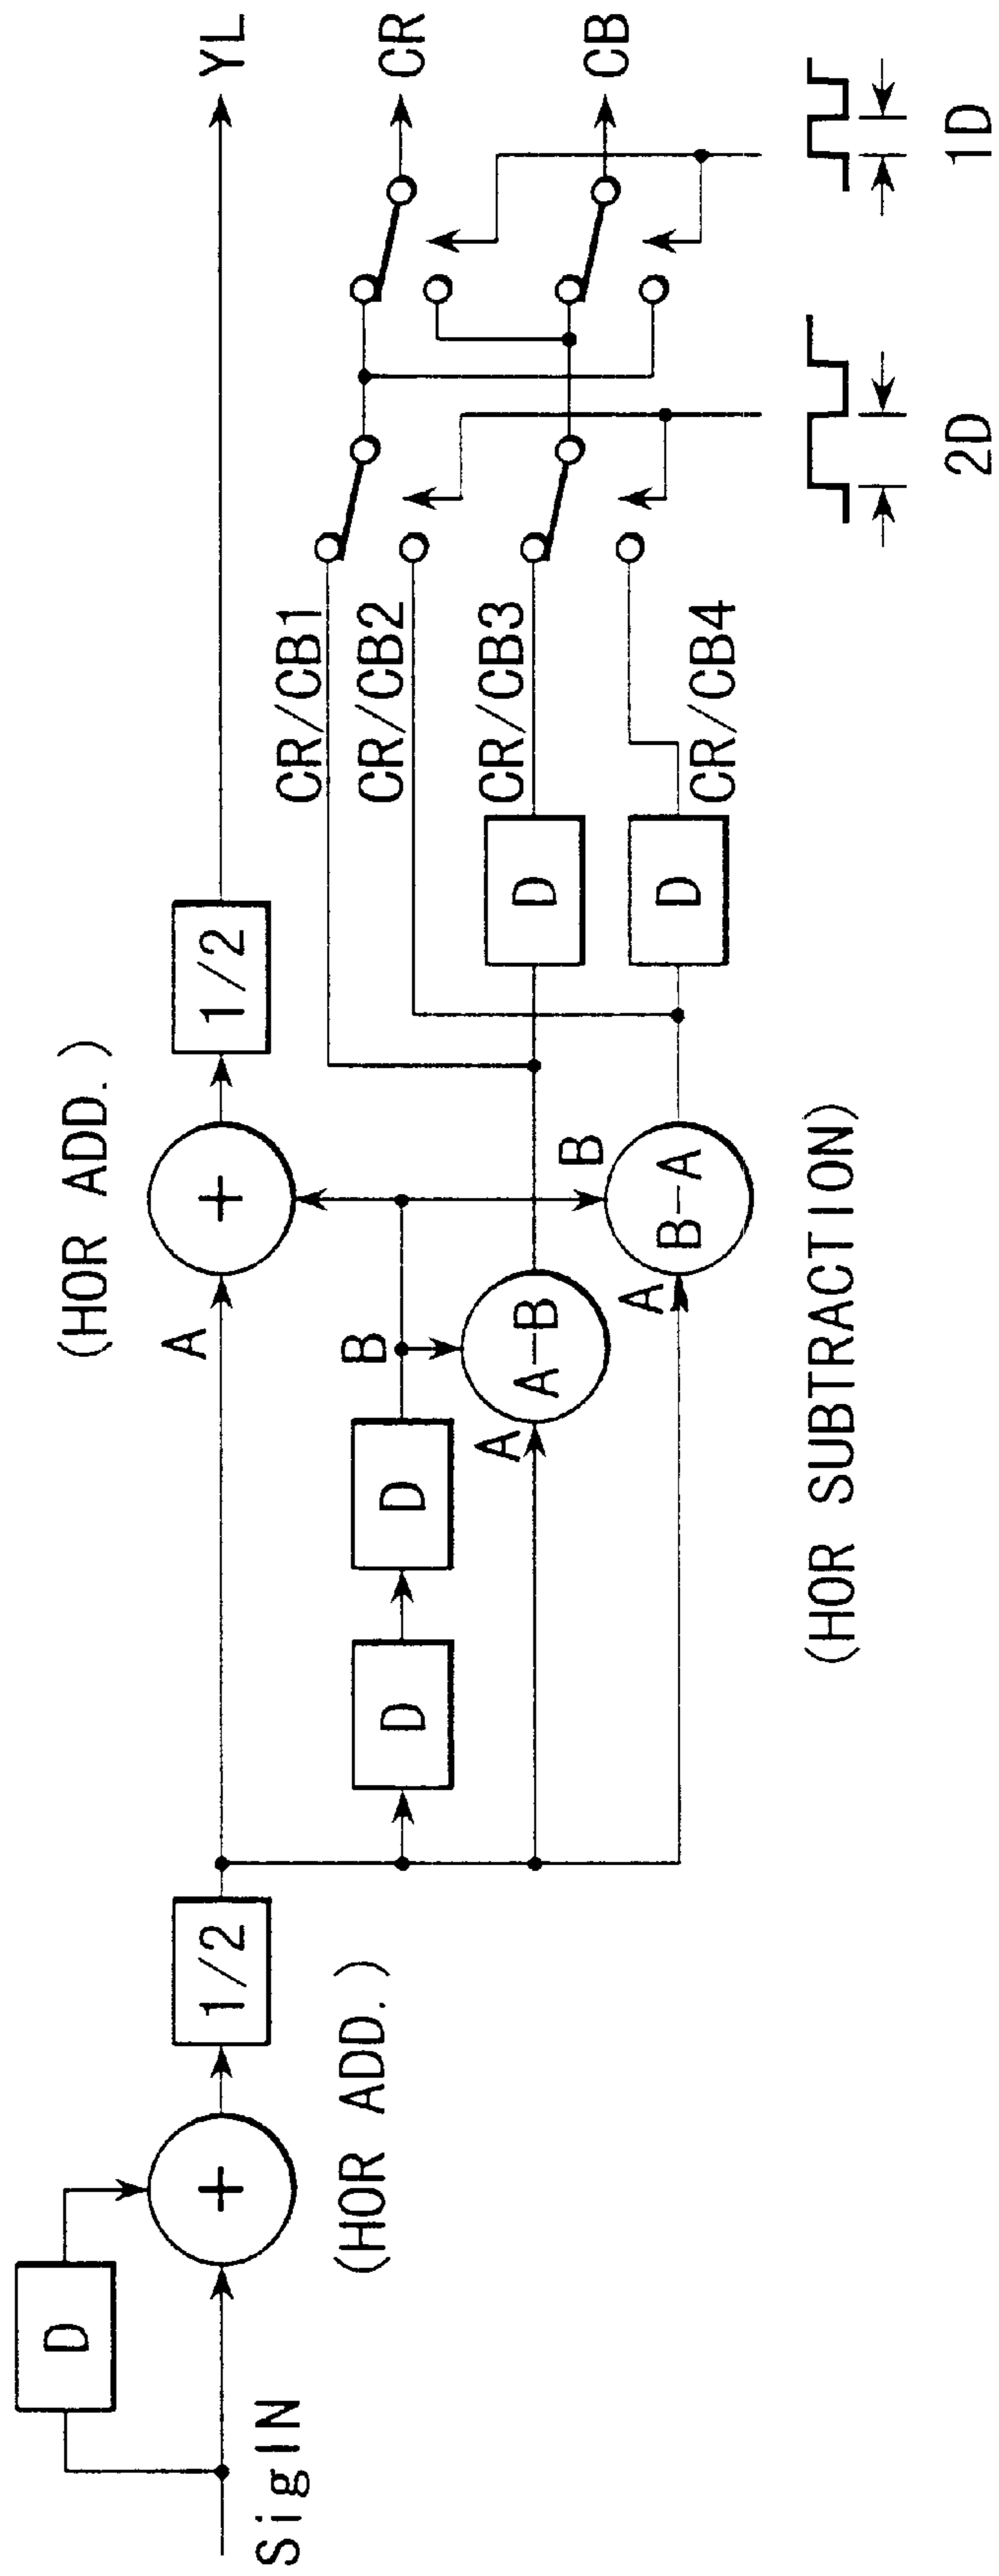 SigIN
D
+
(HOR ADD.)
1/2
D
D
A
B
+
(HOR ADD.)
1/2
YL
A
A-B
A
B
B-A
(HOR SUBTRACTION)
D
D
CR/CB1
CR/CB2
CR/CB3
CR/CB4
CR
CB
2D
1D